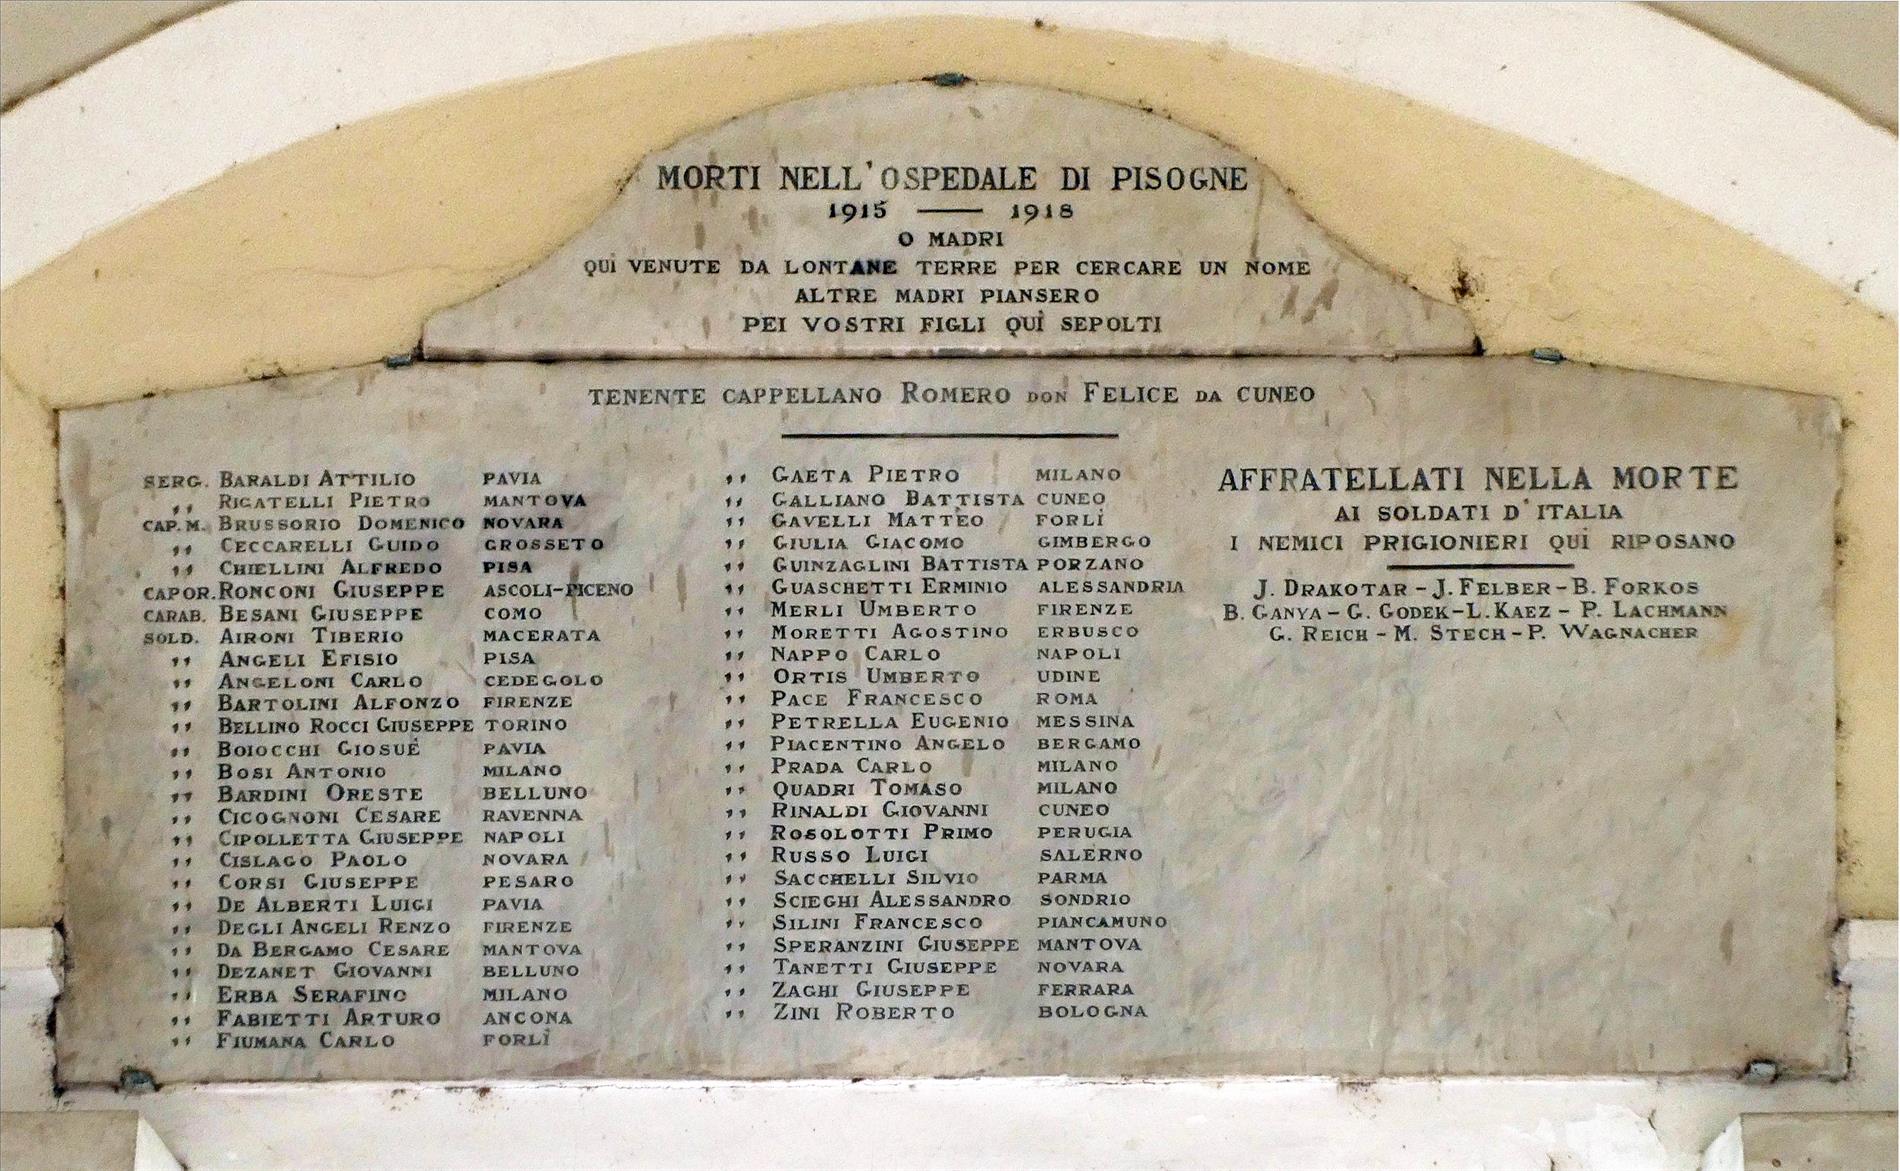 MORTI NELL'OSPEDALE DI PISOGNE
1915 — 1918
O MADRI
QUI VENUTE DA LONTANE TERRE PER CERCARE UN NOME
ALTRE MADRI PIANSERO
PEI VOSTRI FIGLI QUÌ SEPOLTI
TENENTE CAPPELLANO ROMERO DON FELICE DA CUNEO
SERG. BARALDI ATTILIO PAVIA
,, RIGATELLI PIETRO MANTOVA
CAP. M. BRUSSORIO DOMENICO NOVARA
,, CECCARELLI GUIDO GROSSETO
,, CHIELLINI ALFREDO PISA
CAPOR. RONCONI GIUSEPPE ASCOLI-PICENO
CARAB. BESANI GIUSEPPE COMO
SOLD. AIRONI TIBERIO MACERATA
,, ANGELI EFISIO PISA
,, ANGELONI CARLO CEDEGOLO
,, BARTOLINI ALFONZO FIRENZE
,, BELLINO ROCCI GIUSEPPE TORINO
,, BOIOCCHI GIOSUÈ PAVIA
,, BOSI ANTONIO MILANO
,, BARDINI ORESTE BELLUNO
,, CICOGNONI CESARE RAVENNA
,, CIPOLLETTA GIUSEPPE NAPOLI
,, CISLAGO PAOLO NOVARA
,, CORSI GIUSEPPE PESARO
,, DE ALBERTI LUIGI PAVIA
,, DEGLI ANGELI RENZO FIRENZE
,, DA BERGAMO CESARE MANTOVA
,, DEZANET GIOVANNI BELLUNO
,, ERBA SERAFINO MILANO
,, FABIETTI ARTURO ANCONA
,, FIUMANA CARLO FORLÌ
,, GAETA PIETRO MILANO
,, GALLIANO BATTISTA CUNEO
,, GAVELLI MATTEO FORLÌ
,, GIULIA GIACOMO GIMBERGO
,, GUINZAGLINI BATTISTA PORZANO
,, GUASCHETTI ERMINIO ALESSANDRIA
,, MERLI UMBERTO FIRENZE
,, MORETTI AGOSTINO ERBUSCO
,, NAPPO CARLO NAPOLI
,, ORTIS UMBERTO UDINE
,, PACE FRANCESCO ROMA
,, PETRELLA EUGENIO MESSINA
,, PIACENTINO ANGELO BERGAMO
,, PRADA CARLO MILANO
,, QUADRI TOMASO MILANO
,, RINALDI GIOVANNI CUNEO
,, ROSOLOTTI PRIMO PERUGIA
,, RUSSO LUIGI SALERNO
,, SACCHELLI SILVIO PARMA
,, SCIEGHI ALESSANDRO SONDRIO
,, SILINI FRANCESCO PIANCAMUNO
,, SPERANZINI GIUSEPPE MANTOVA
,, TANETTI GIUSEPPE NOVARA
,, ZAGHI GIUSEPPE FERRARA
,, ZINI ROBERTO BOLOGNA
AFFRATELLATI NELLA MORTE
AI SOLDATI D'ITALIA
I NEMICI PRIGIONIERI QUÌ RIPOSANO
J. DRAKOTAR - J. FELBER - B. FORKOS
B. GANYA - G. GODEK - L. KAEZ - P. LACHMANN
G. REICH - M. STECH - P. WAGNACHER